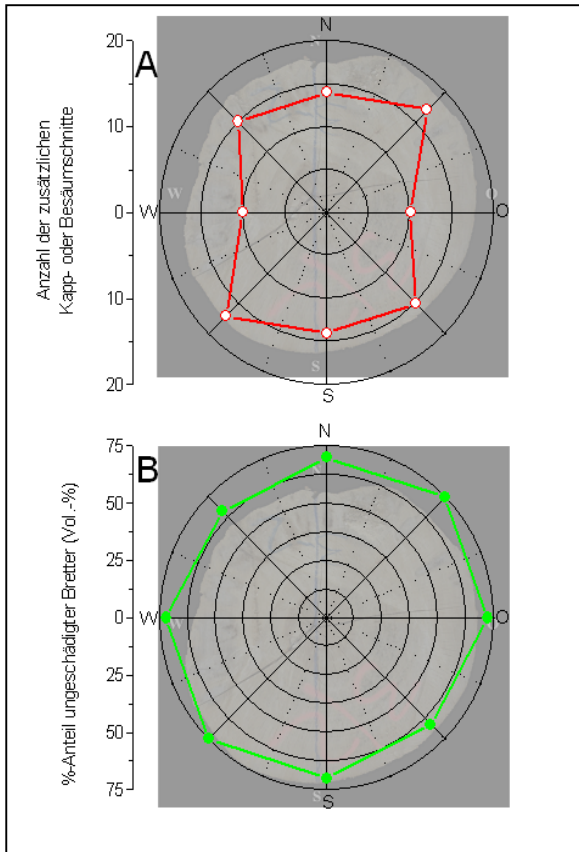 A
N
N
20
10
0
10
20
W
W
O
O
S
S
Anzahl der zusätzlichen
Kapp- oder Besäumschnitte
B
N
N
75
50
25
0
25
50
75
W
W
O
S
S
%-Anteil ungeschädigter Bretter (Vol.-%)